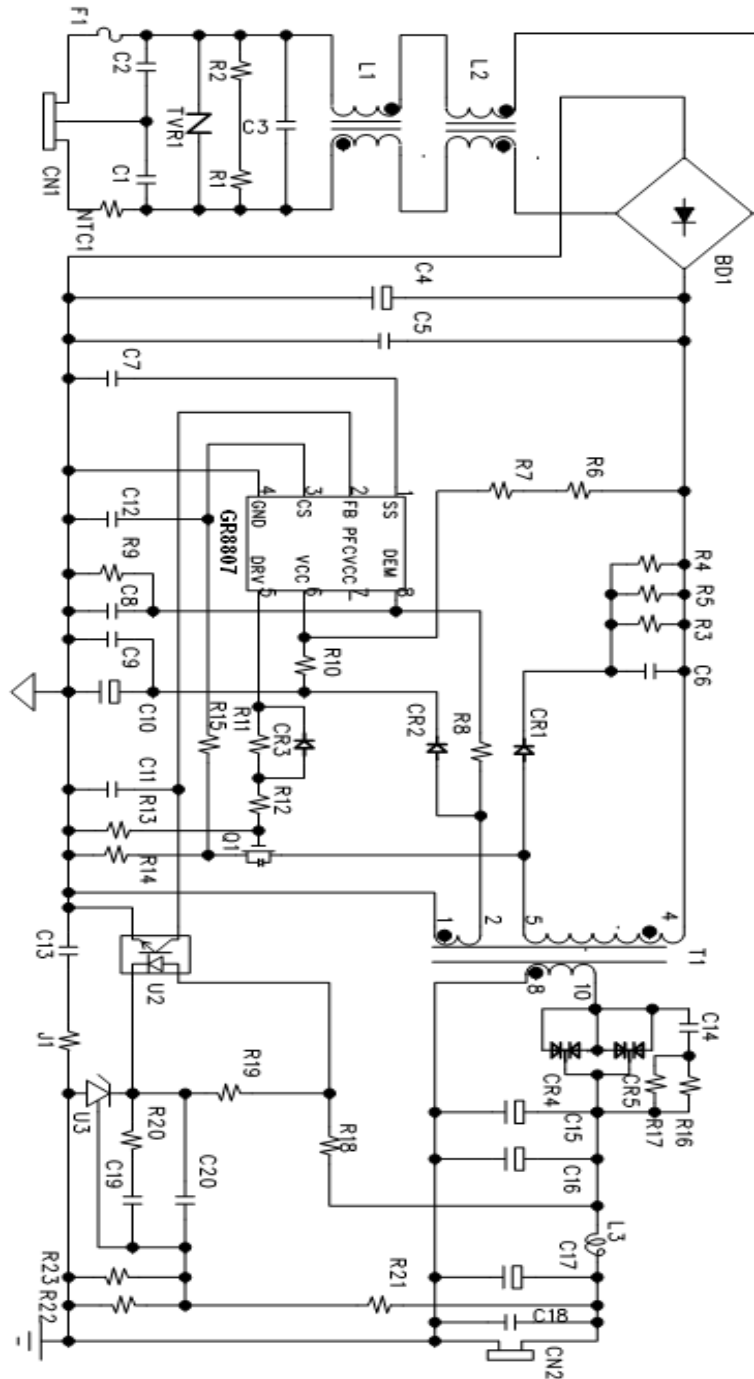 F1
C2
C1
CN1
NTC1
TVR1
R2
R1
C3
L1
L2
BD1
C4
C5
C7
R7
R6
R4
R5
R3
C6
1
2
3
4
SS
FB
CS
GND
GR8807
DEM
PFCVCC
VCC
DRV
8
7
6
5
C12
R9
C8
C9
C10
R10
R11
CR3
R12
R15
CR2
R8
CR1
C11
R13
R14
Q1
1
2
5
4
T1
8
10
C13
J1
U2
U3
R19
R18
R20
C19
C20
R23
R22
R21
CR4
CR5
C14
R17
R16
C15
C16
L3
C17
C18
CN2